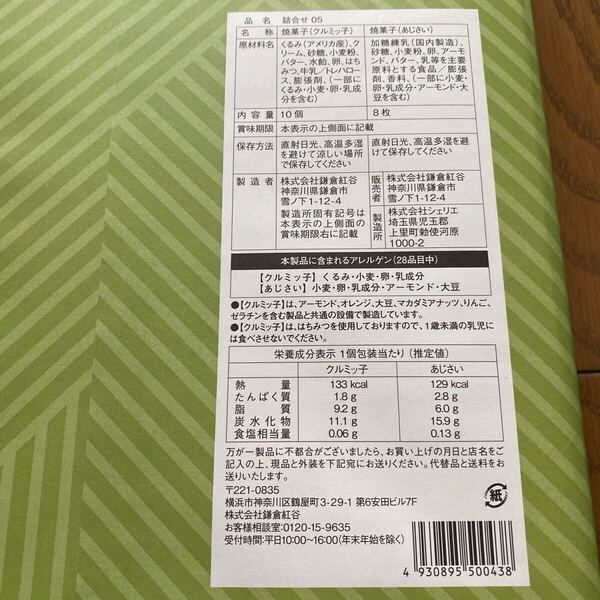 品 名 詰合せ 05
名 称 焼菓子(クルミッ子) 焼菓子(あじさい)
原材料名
くるみ(アメリカ産)、ク
リーム、砂糖、小麦粉、
バター、水飴、卵、はち
みつ、牛乳/トレハロー
ス、膨張剤、(一部に
くるみ・小麦・卵・乳成
分を含む)
加糖練乳(国内製造)、
砂糖、小麦粉、卵、アーモ
ンド、バター、乳等を主要
原料とする食品/膨張
剤、香料、(一部に小麦・
卵・乳成分・アーモンド・大
豆を含む)
内 容 量 10個 8枚
賞味期限 本表示の上側面に記載
保存方法
直射日光、高温多湿
を避けて涼しい場所
で保存してください
直射日光、高温多湿を避
けて保存してください
製 造 者
株式会社鎌倉紅谷
神奈川県鎌倉市
雪ノ下1-12-4
製造所固有記号は
本表示の上側面の
賞味期限右に記載
販売者
株式会社鎌倉紅谷
神奈川県鎌倉市
雪ノ下1-12-4
製造所
株式会社シェリエ
埼玉県児玉郡
上里町勅使河原
1000-2
本製品に含まれるアレルゲン(28品目中)
【クルミッ子】くるみ・小麦・卵・乳成分
【あじさい】小麦・卵・乳成分・アーモンド・大豆
●【クルミッ子】は、アーモンド、オレンジ、大豆、マカダミアナッツ、りんご、
ゼラチンを含む製品と共通の設備で製造しています。
●【クルミッ子】は、はちみつを使用しておりますので、1歳未満の乳児に
は食べさせないでください。
栄養成分表示 1個包装当たり (推定値)
クルミッ子 あじさい
熱 量 133 kcal 129 kcal
たんぱく質 1.8 g 2.8 g
脂 質 9.2 g 6.0 g
炭水化物 11.1 g 15.9 g
食塩相当量 0.06 g 0.13 g
万が一製品に不都合がございましたら、お買い上げの月日と店名をご
記入の上、現品と外装を下記宛にお送りください。代替品と送料をお
送りいたします。
〒221-0835
横浜市神奈川区鶴屋町3-29-1 第6安田ビル7F
株式会社鎌倉紅谷
お客様相談室:0120-15-9635
受付時間:平日10:00~16:00(年末年始を除く)
紙
4 930895 500438